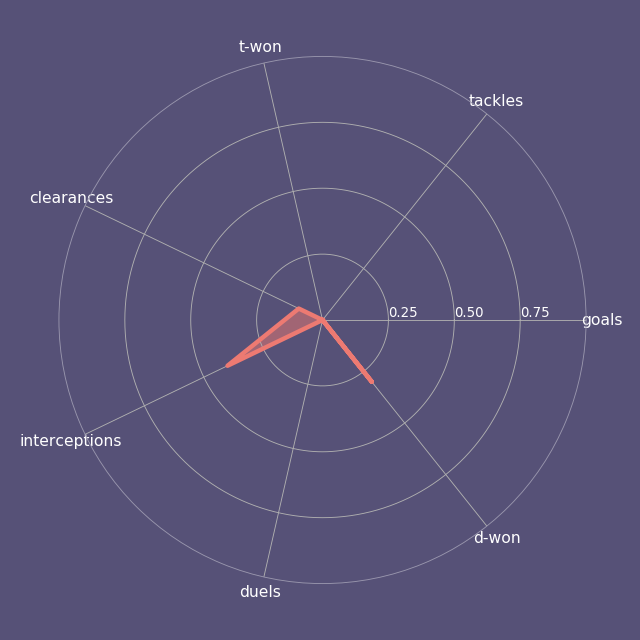 t-won
tackles
clearances
0.25 0.50 0.75
goals
interceptions
d-won
duels